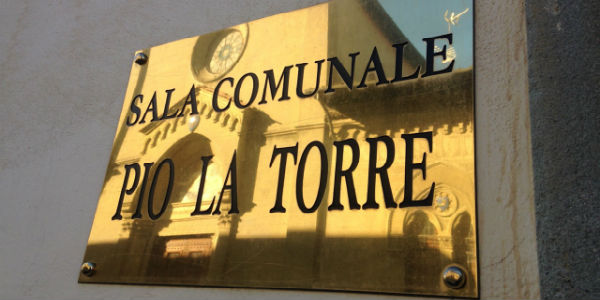 SALA COMUNALE
PIO LA TORRE